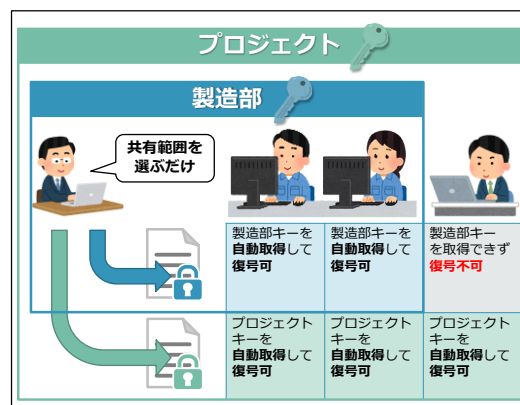 プロジェクト
製造部
共有範囲を
選ぶだけ
製造部キーを
自動取得して
復号可
製造部キーを
自動取得して
復号可
製造部キー
を取得できず
復号不可
プロジェクト
キーを
自動取得して
復号可
プロジェクト
キーを
自動取得して
復号可
プロジェクト
キーを
自動取得して
復号可